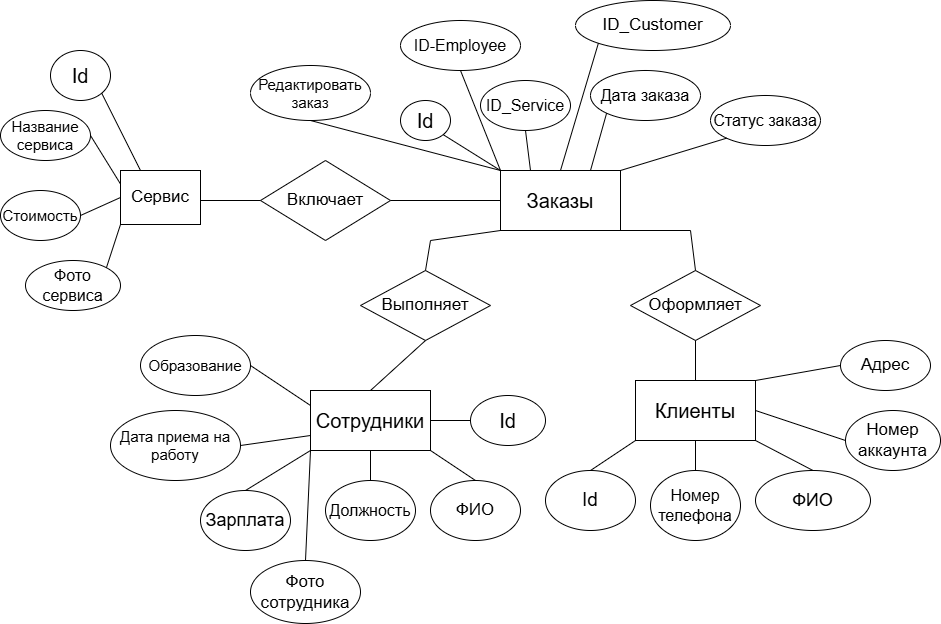 ID_Customer
ID-Employee
Id
Редактировать
заказ
ID_Service
Дата заказа
Id
Статус заказа
Название
сервиса
Сервис
Включает
Заказы
Стоимость
Фото
сервиса
Выполняет
Оформляет
Образование
Адрес
Сотрудники
Id
Клиенты
Дата приема на
работу
Номер
аккаунта
Зарплата
Должность
ФИО
Id
Номер
телефона
ФИО
Фото
сотрудника